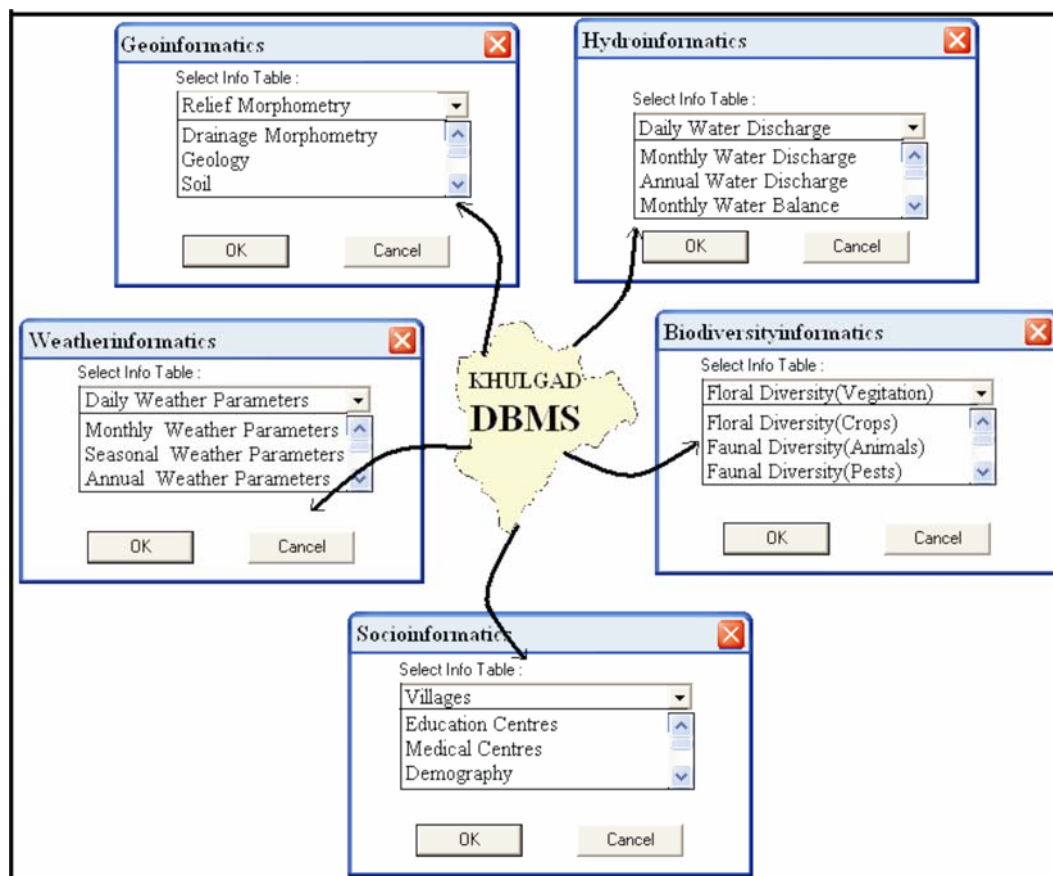 Geoinformatics
Select Info Table :
Relief Morphometry
Drainage Morphometry
Geology
Soil
OK
Cancel
Hydroinformatics
Select Info Table :
Daily Water Discharge
Monthly Water Discharge
Annual Water Discharge
Monthly Water Balance
OK
Cancel
Weatherinformatics
Select Info Table :
Daily Weather Parameters
Monthly Weather Parameters
Seasonal Weather Parameters
Annual Weather Parameters
OK
Cancel
KHULGAD
DBMS
Biodiversityinformatics
Select Info Table :
Floral Diversity(Vegitation)
Floral Diversity(Crops)
Faunal Diversity(Animals)
Faunal Diversity(Pests)
OK
Cancel
Socioinformatics
Select Info Table :
Villages
Education Centres
Medical Centres
Demography
OK
Cancel